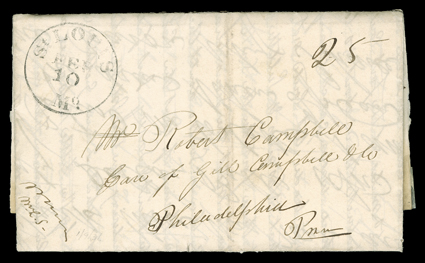 St LOUIS
FEB
10
Mo.
25
Mr Robert Campbell
Care of Gill Campbell & Co
Philadelphia
Penn